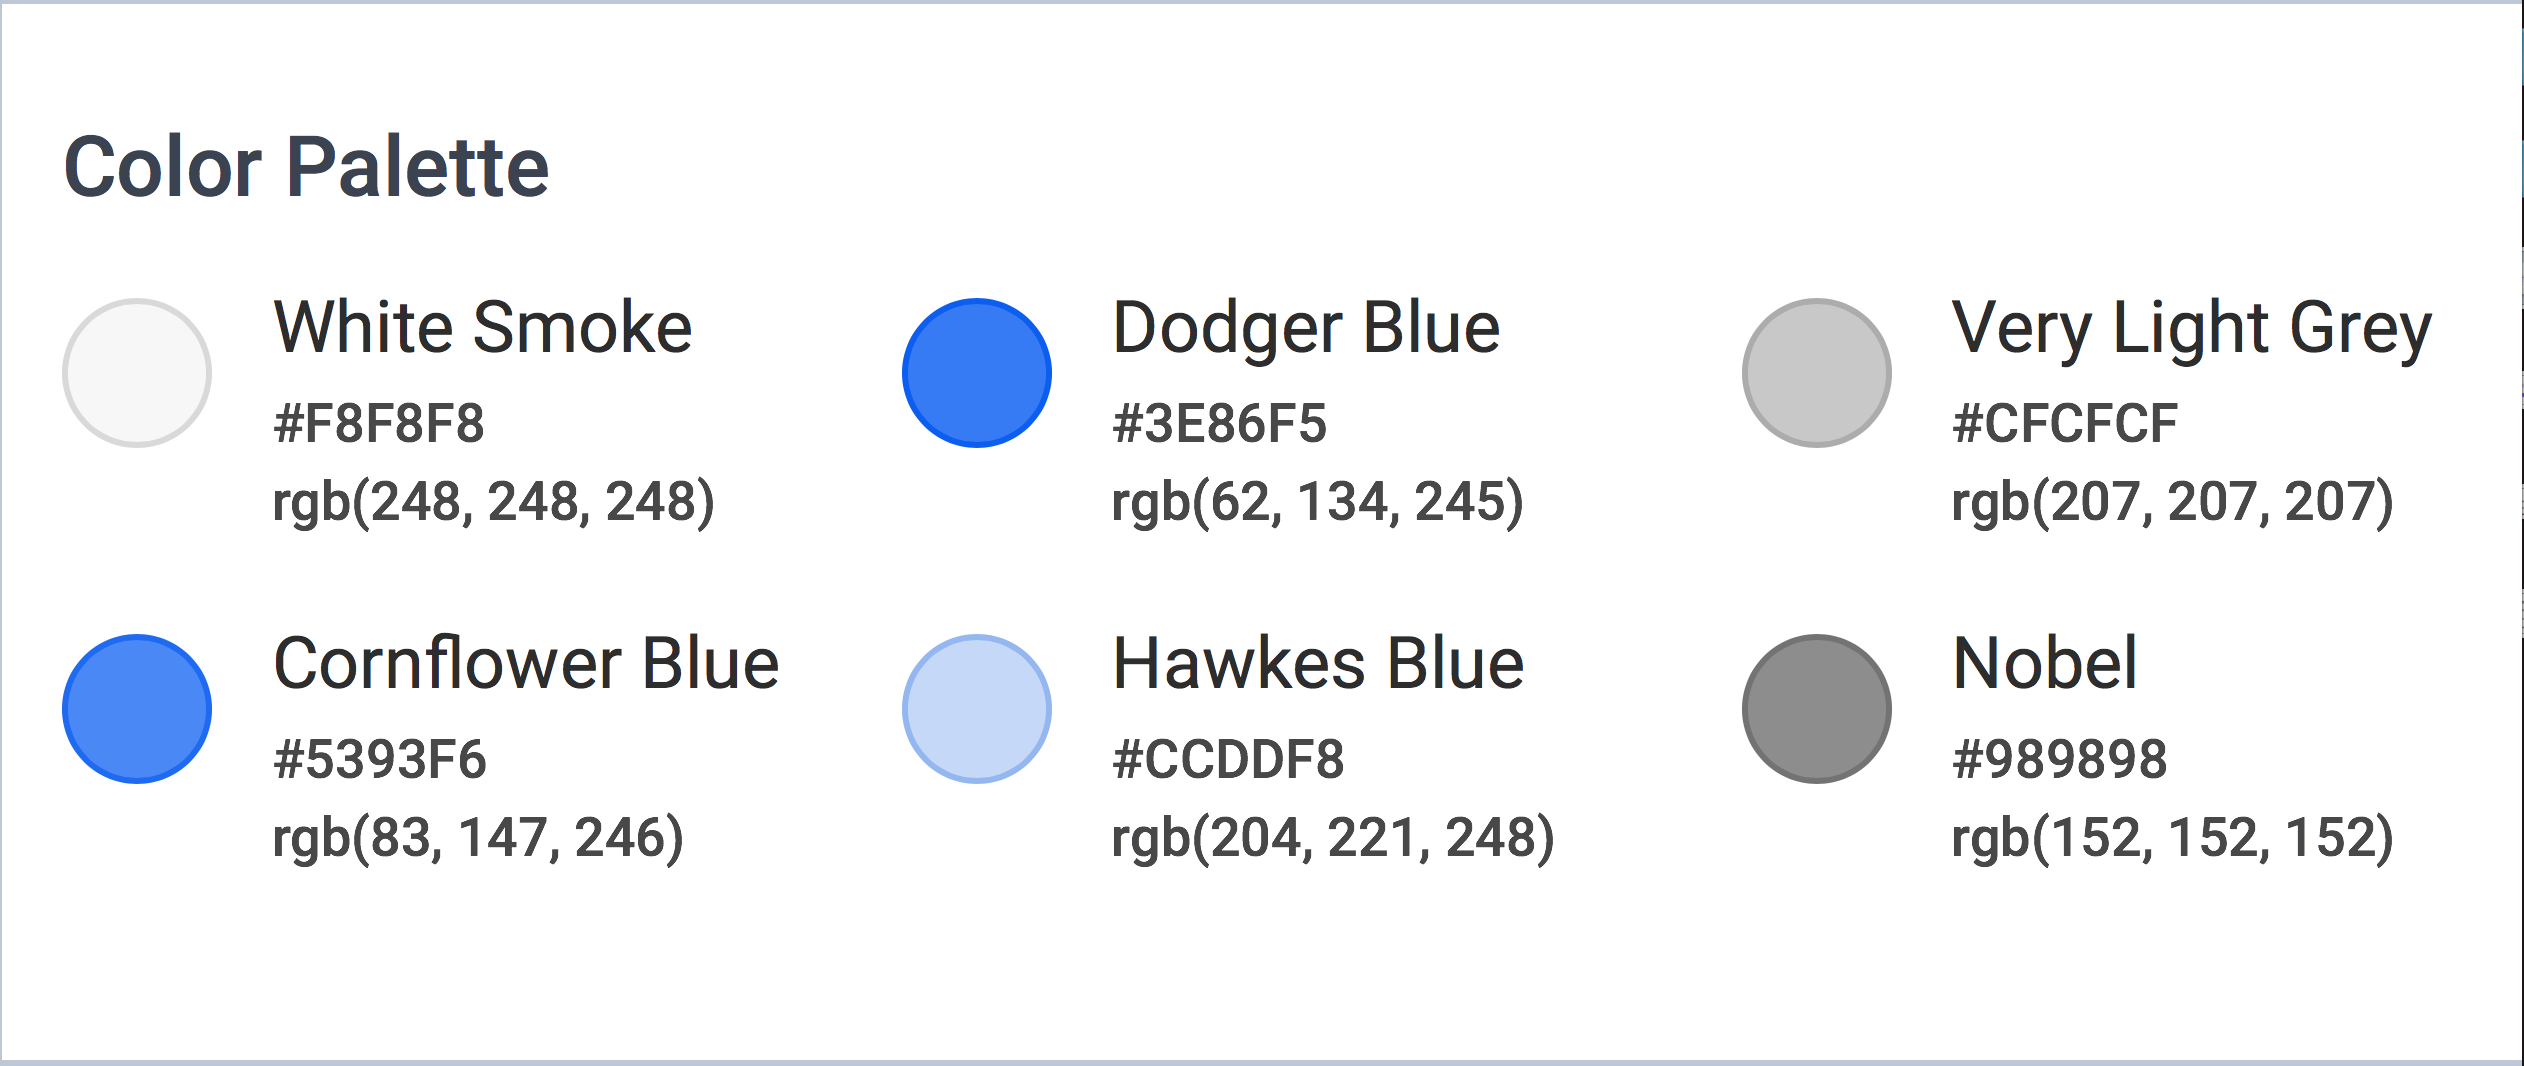 Color Palette
White Smoke
#F8F8F8
rgb(248, 248, 248)
Dodger Blue
#3E86F5
rgb(62, 134, 245)
Very Light Grey
#CFCFCF
rgb(207, 207, 207)
Cornflower Blue
#5393F6
rgb(83, 147, 246)
Hawkes Blue
#CCDDF8
rgb(204, 221, 248)
Nobel
#989898
rgb(152, 152, 152)